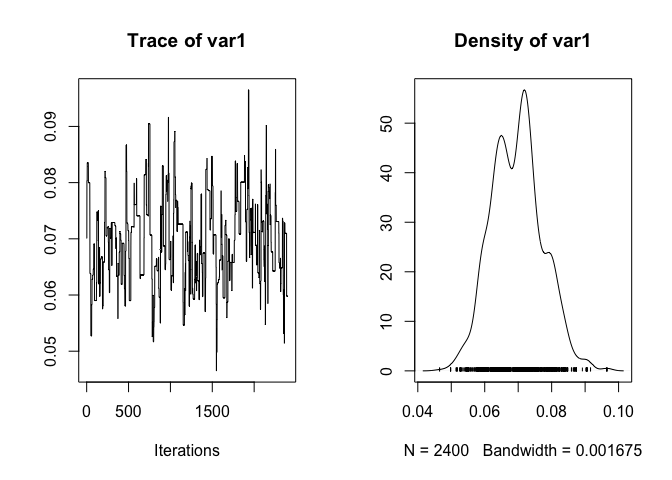 Trace of var1
0.05 0.06 0.07 0.08 0.09
0 500 1500
Iterations
Density of var1
0 10 20 30 40 50
0.04 0.06 0.08 0.10
N = 2400 Bandwidth = 0.001675